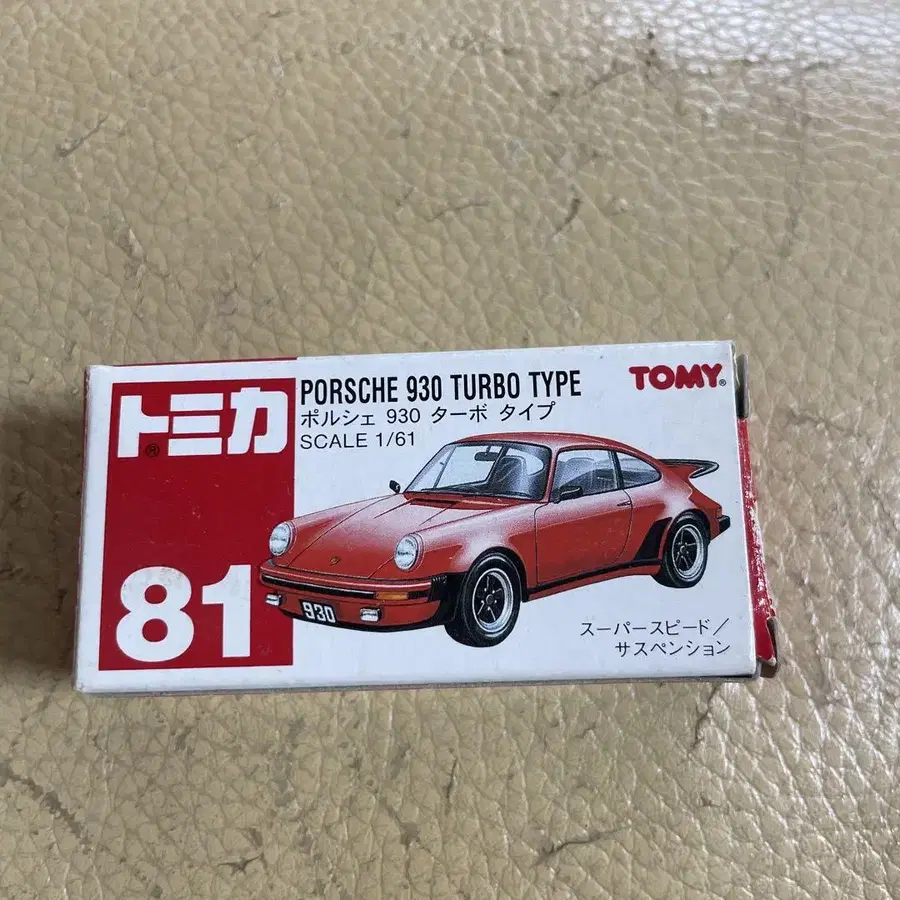 トミカ®
PORSCHE 930 TURBO TYPE
ポルシェ 930 ターボ タイプ
SCALE 1/61
TOMY®
81
930
スーパースピード/
サスペンション